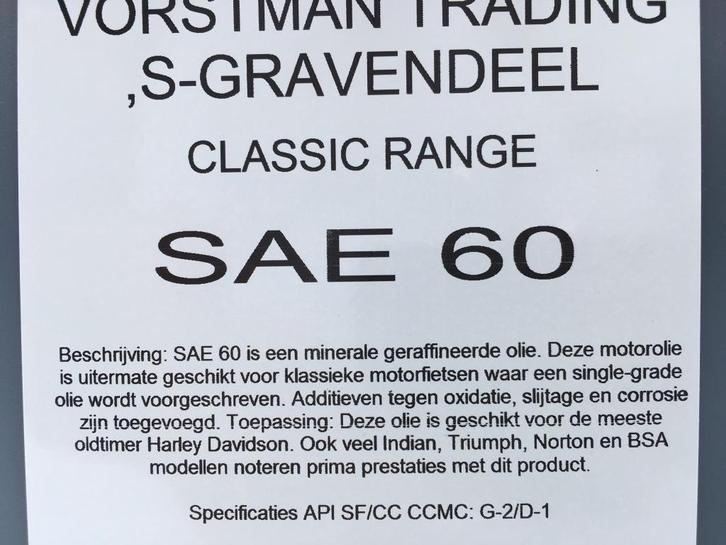 VORSTMAN TRADING
,S-GRAVENDEEL
CLASSIC RANGE
SAE 60
Beschrijving: SAE 60 is een minerale geraffineerde olie. Deze motorolie
is uitermate geschikt voor klassieke motorfietsen waar een single-grade
olie wordt voorgeschreven. Additieven tegen oxidatie, slijtage en corrosie
zijn toegevoegd. Toepassing: Deze olie is geschikt voor de meeste
oldtimer Harley Davidson. Ook veel Indian, Triumph, Norton en BSA
modellen noteren prima prestaties met dit product.
Specificaties API SF/CC CCMC: G-2/D-1